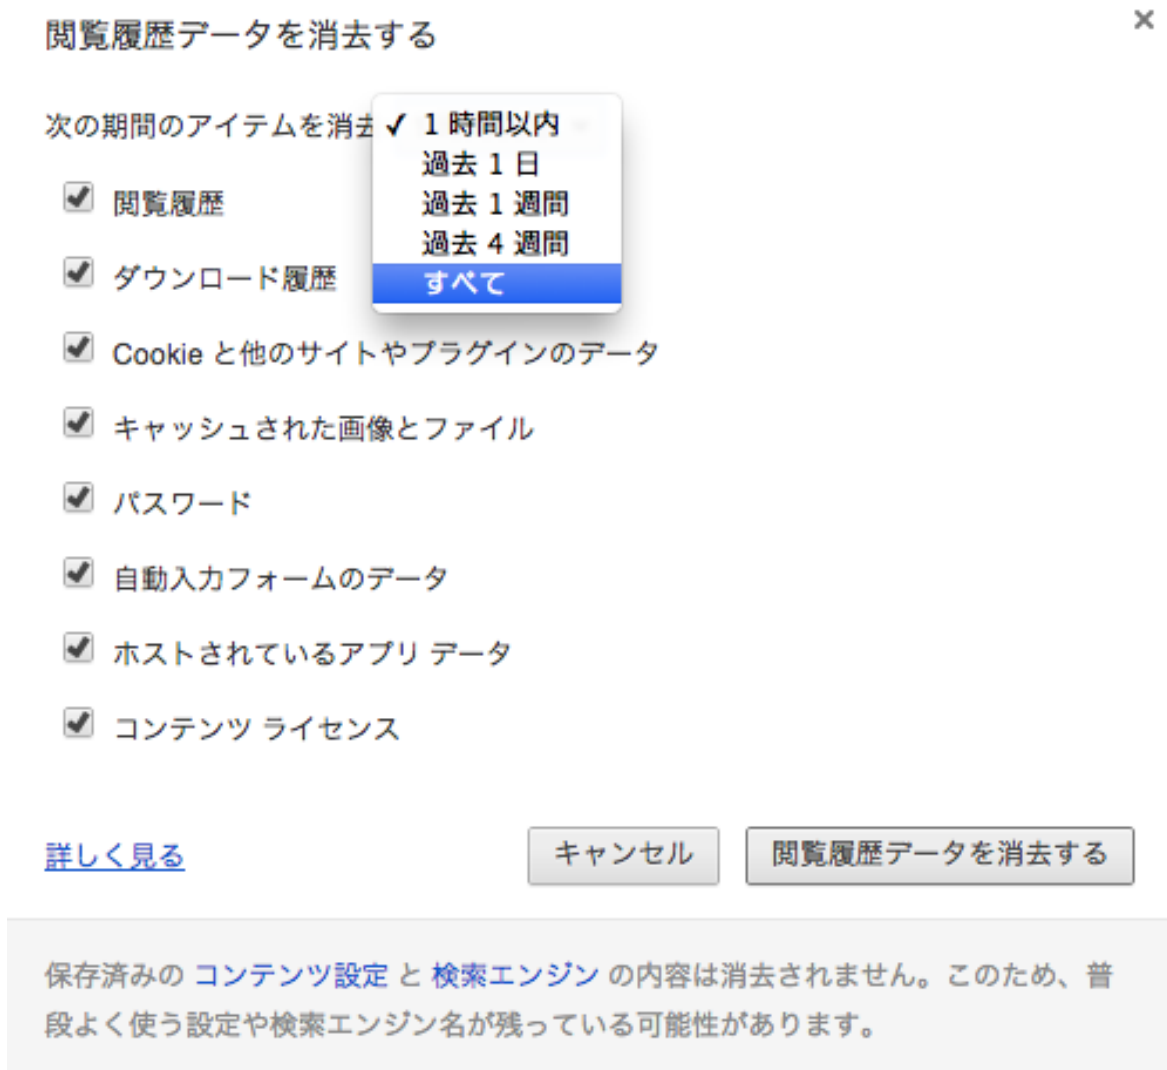 閲覧履歴データを消去する
次の期間のアイテムを消去
1 時間以内
過去 1 日
過去 1 週間
過去 4 週間
すべて
閲覧履歴
ダウンロード履歴
Cookie と他のサイトやプラグインのデータ
キャッシュされた画像とファイル
パスワード
自動入力フォームのデータ
ホストされているアプリ データ
コンテンツ ライセンス
詳しく見る
キャンセル
閲覧履歴データを消去する
保存済みの コンテンツ設定 と 検索エンジン の内容は消去されません。このため、普
段よく使う設定や検索エンジン名が残っている可能性があります。